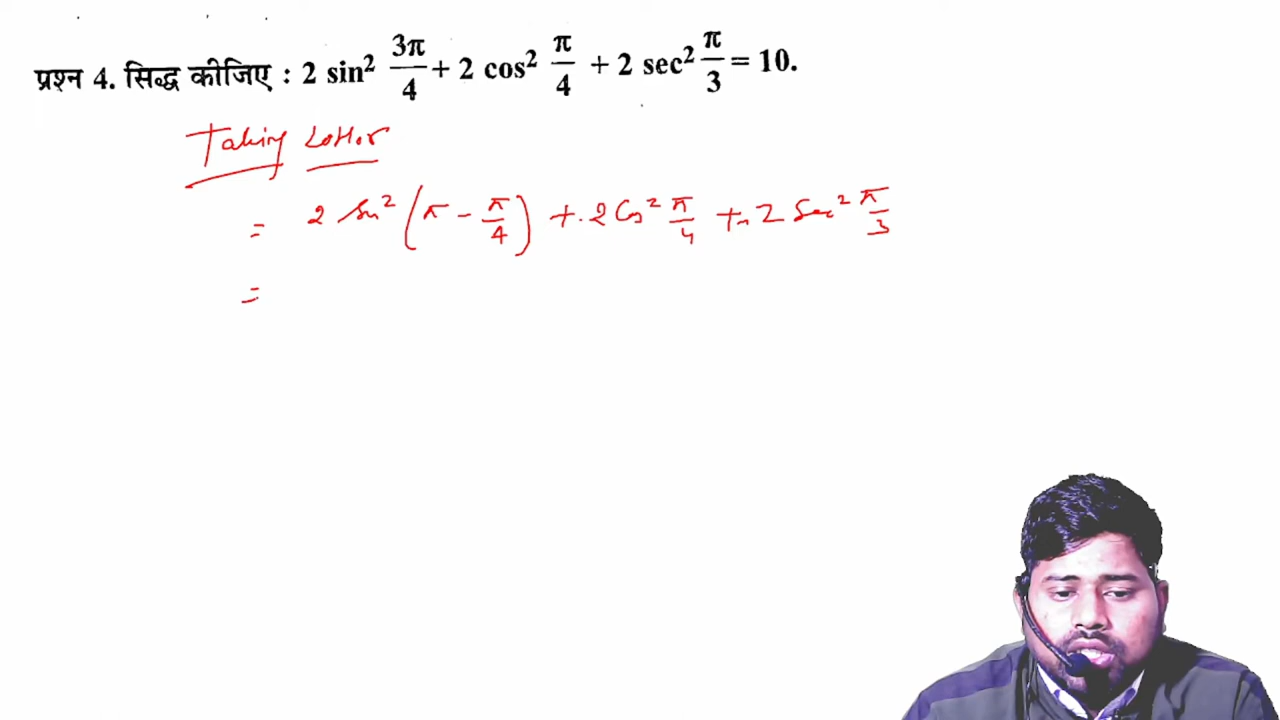 प्रश्न 4. सिद्ध कीजिए : 2 sin² 3π/4 + 2 cos² π/4 + 2 sec² π/3 = 10.
Taking L.H.S
= 2 sin² (π - π/4) + 2 Cos² π/4 + 2 Sec² π/3
=